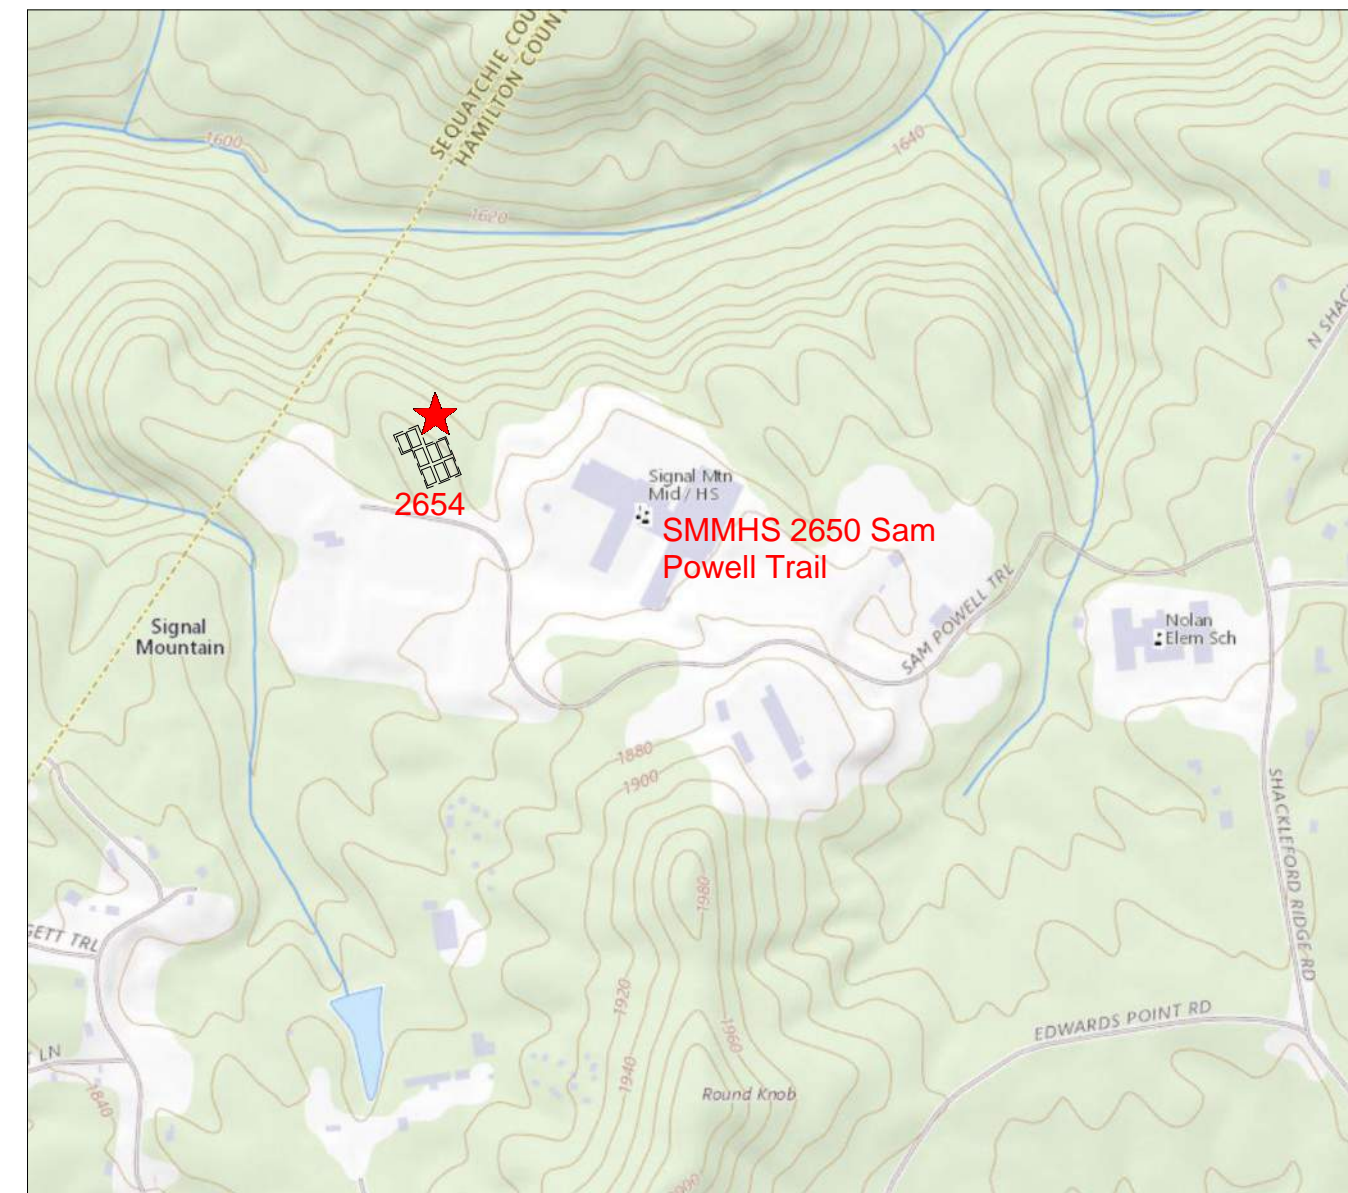 SEQUATCHIE COU
HAMILTON COUN
1600
1640
1620
N SHAC
2654
Signal Mtn
Mid / HS
SMMHS 2650 Sam
Powell Trail
SAM POWELL TRL
Signal
Mountain
Nolan
Elem Sch
1880
1900
SHACKLEFORD RIDGE RD
1980
GETT TRL
1920
1960
EDWARDS POINT RD
T LN
1940
1840
Round Knob
1900